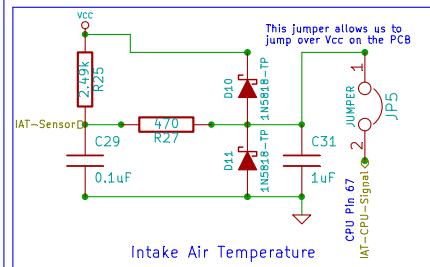 vcc
This jumper allows us to
jump over Vcc on the PCB
2.49k
R25
D10
1N5818-TP
1
JUMPER
JP5
2
IAT-Sensor
470
R27
C29
0.1uF
D11
1N5818-TP
C31
1uF
CPU Pin 67
IAT-CPU-Signal
Intake Air Temperature